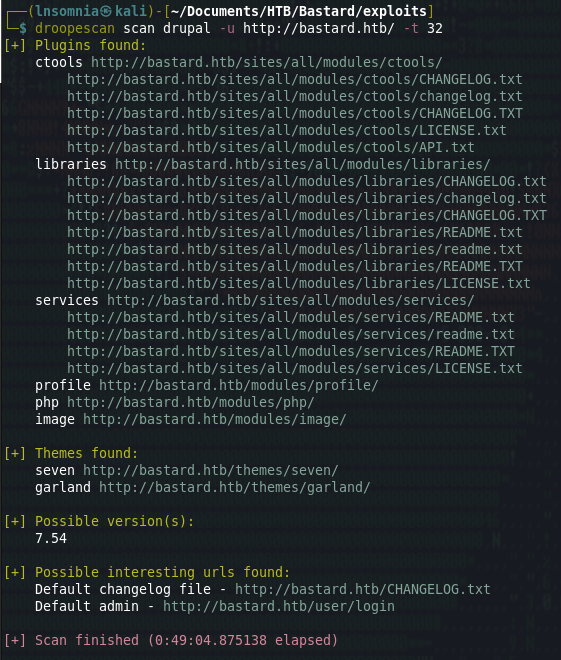 ┌──(lnsomnia㉿kali)-[~/Documents/HTB/Bastard/exploits]
└─$ droopescan scan drupal -u http://bastard.htb/ -t 32
[+] Plugins found:
    ctools http://bastard.htb/sites/all/modules/ctools/
        http://bastard.htb/sites/all/modules/ctools/CHANGELOG.txt
        http://bastard.htb/sites/all/modules/ctools/changelog.txt
        http://bastard.htb/sites/all/modules/ctools/CHANGELOG.TXT
        http://bastard.htb/sites/all/modules/ctools/LICENSE.txt
        http://bastard.htb/sites/all/modules/ctools/API.txt
    libraries http://bastard.htb/sites/all/modules/libraries/
        http://bastard.htb/sites/all/modules/libraries/CHANGELOG.txt
        http://bastard.htb/sites/all/modules/libraries/changelog.txt
        http://bastard.htb/sites/all/modules/libraries/CHANGELOG.TXT
        http://bastard.htb/sites/all/modules/libraries/README.txt
        http://bastard.htb/sites/all/modules/libraries/readme.txt
        http://bastard.htb/sites/all/modules/libraries/README.TXT
        http://bastard.htb/sites/all/modules/libraries/LICENSE.txt
    services http://bastard.htb/sites/all/modules/services/
        http://bastard.htb/sites/all/modules/services/README.txt
        http://bastard.htb/sites/all/modules/services/readme.txt
        http://bastard.htb/sites/all/modules/services/README.TXT
        http://bastard.htb/sites/all/modules/services/LICENSE.txt
    profile http://bastard.htb/modules/profile/
    php http://bastard.htb/modules/php/
    image http://bastard.htb/modules/image/

[+] Themes found:
    seven http://bastard.htb/themes/seven/
    garland http://bastard.htb/themes/garland/

[+] Possible version(s):
    7.54

[+] Possible interesting urls found:
    Default changelog file - http://bastard.htb/CHANGELOG.txt
    Default admin - http://bastard.htb/user/login

[+] Scan finished (0:49:04.875138 elapsed)